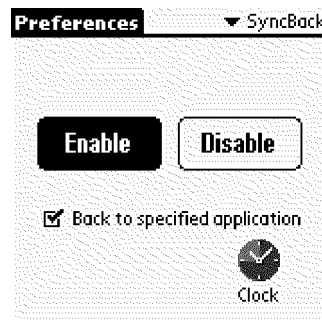 Preferences SyncBack
Enable Disable
Back to specified application
Clock